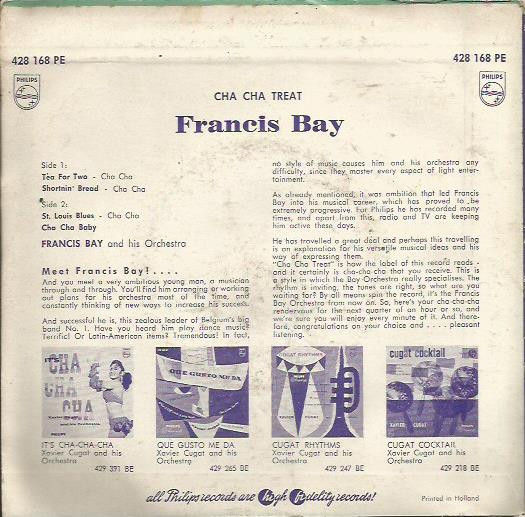 428 168 PE
428 168 PE
PHILIPS
PHILIPS
CHA CHA TREAT
Francis Bay
Side 1:
Tea For Two - Cha Cha
Shortnin' Bread - Cha Cha
Side 2:
St. Louis Blues - Cha Cha
Cha Cha Baby
FRANCIS BAY and his Orchestra
Meet Francis Bay! . . . .
And you meet a very ambitious young man, a musician
through and through. You'll find him arranging or working
out plans for his orchestra most of the time, and
constantly thinking of new ways to increase his success.
And successful he is, this zealous leader of Belgium's big
band No. 1. Have you heard him play dance music?
Terrific! Or Latin-American items? Tremendous! In fact,
no style of music causes him and his orchestra any
difficulty, since they master every aspect of light enter-
tainment.
As already mentioned, it was ambition that led Francis
Bay into his musical career, which has proved to be
extremely progressive. For Philips he has recorded many
times, and apart from this, radio and TV are keeping
him active these days.
He has travelled a great deal and perhaps this travelling
is an explanation for his versatile musical ideas and his
way of expressing them.
"Cha Cha Treat" is how the label of this record reads -
and it certainly is cha-cha-cha that you receive. This is
a style in which the Bay Orchestra really specialises. The
rhythm is inviting, the tunes are right, so what are you
waiting for? By all means spin the record, it's the Francis
Bay Orchestra from now on. So, here's your cha-cha-cha
rendezvous for the next quarter of an hour or so, and
we're sure you will enjoy every minute of it. And there-
fore, congratulations on your choice and . . . . pleasant
listening.
IT'S
CHA
CHA
CHA
QUE GUSTO ME DA
CUGAT RHYTHMS
XAVIER CUGAT
cugat cocktail
XAVIER CUGAT
IT'S CHA-CHA-CHA
Xavier Cugat and his
Orchestra
429 391 BE
QUE GUSTO ME DA
Xavier Cugat and his
Orchestra
429 265 BE
CUGAT RHYTHMS
Xavier Cugat and his
Orchestra
429 247 BE
CUGAT COCKTAIL
Xavier Cugat and his
Orchestra
429 218 BE
all Philips records are high fidelity records!
Printed in Holland